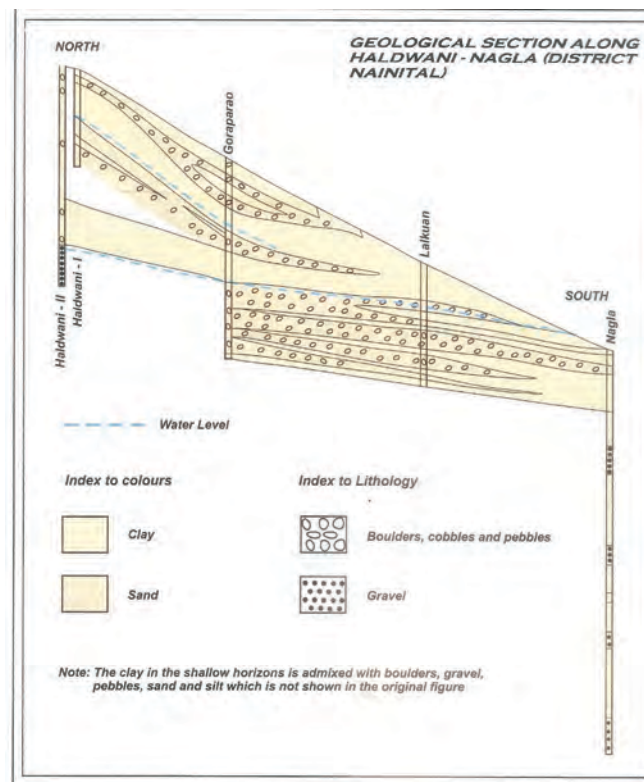 NORTH
GEOLOGICAL SECTION ALONG
HALDWANI - NAGLA (DISTRICT
NAINITAL)
Goraparao
Lalkuan
SOUTH
Nagla
Haldwani - II
Haldwani - I
Water Level
Index to colours
Index to Lithology
Clay
Boulders, cobbles and pebbles
Sand
Gravel
Note: The clay in the shallow horizons is admixed with boulders, gravel,
pebbles, sand and silt which is not shown in the original figure